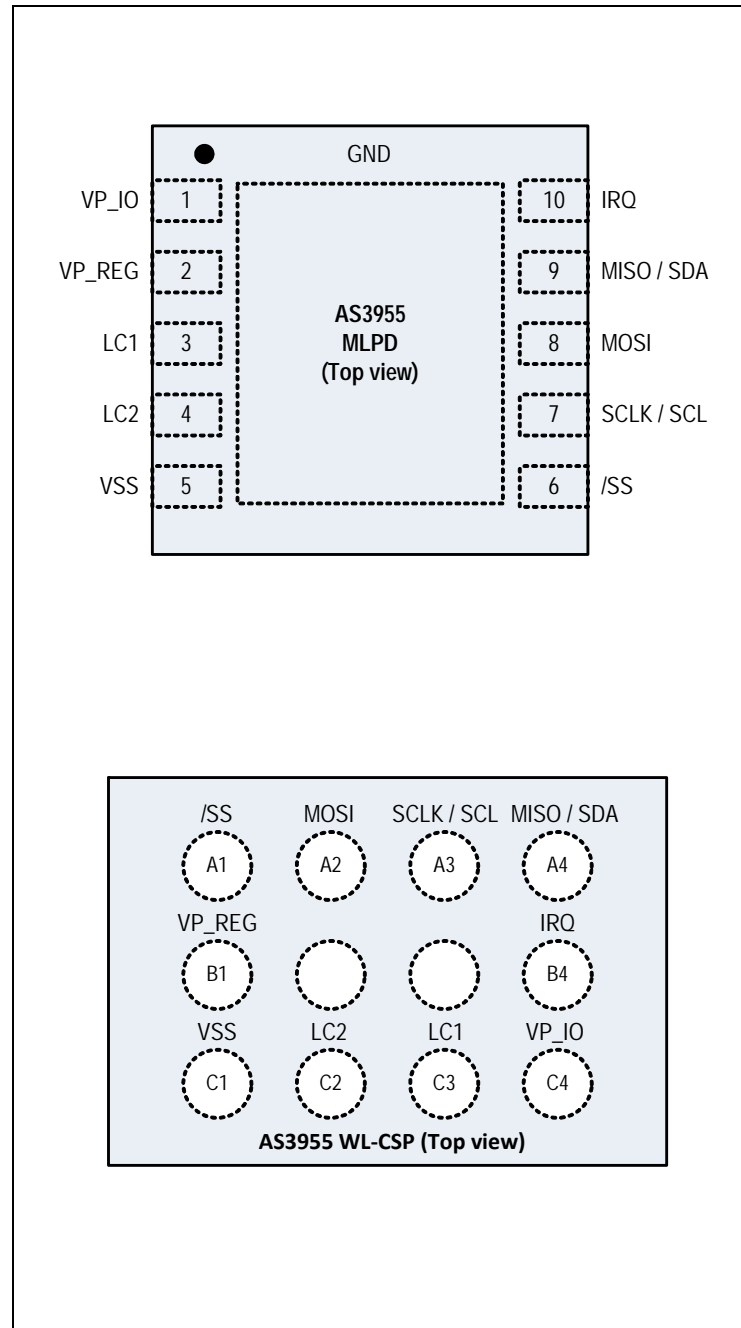 GND
VP_IO 1 10 IRQ
VP_REG 2 9 MISO / SDA
AS3955
MLPD
(Top view)
LC1 3 8 MOSI
LC2 4 7 SCLK / SCL
VSS 5 6 /SS
/SS MOSI SCLK / SCL MISO / SDA
A1 A2 A3 A4
VP_REG IRQ
B1 B4
VSS LC2 LC1 VP_IO
C1 C2 C3 C4
AS3955 WL-CSP (Top view)